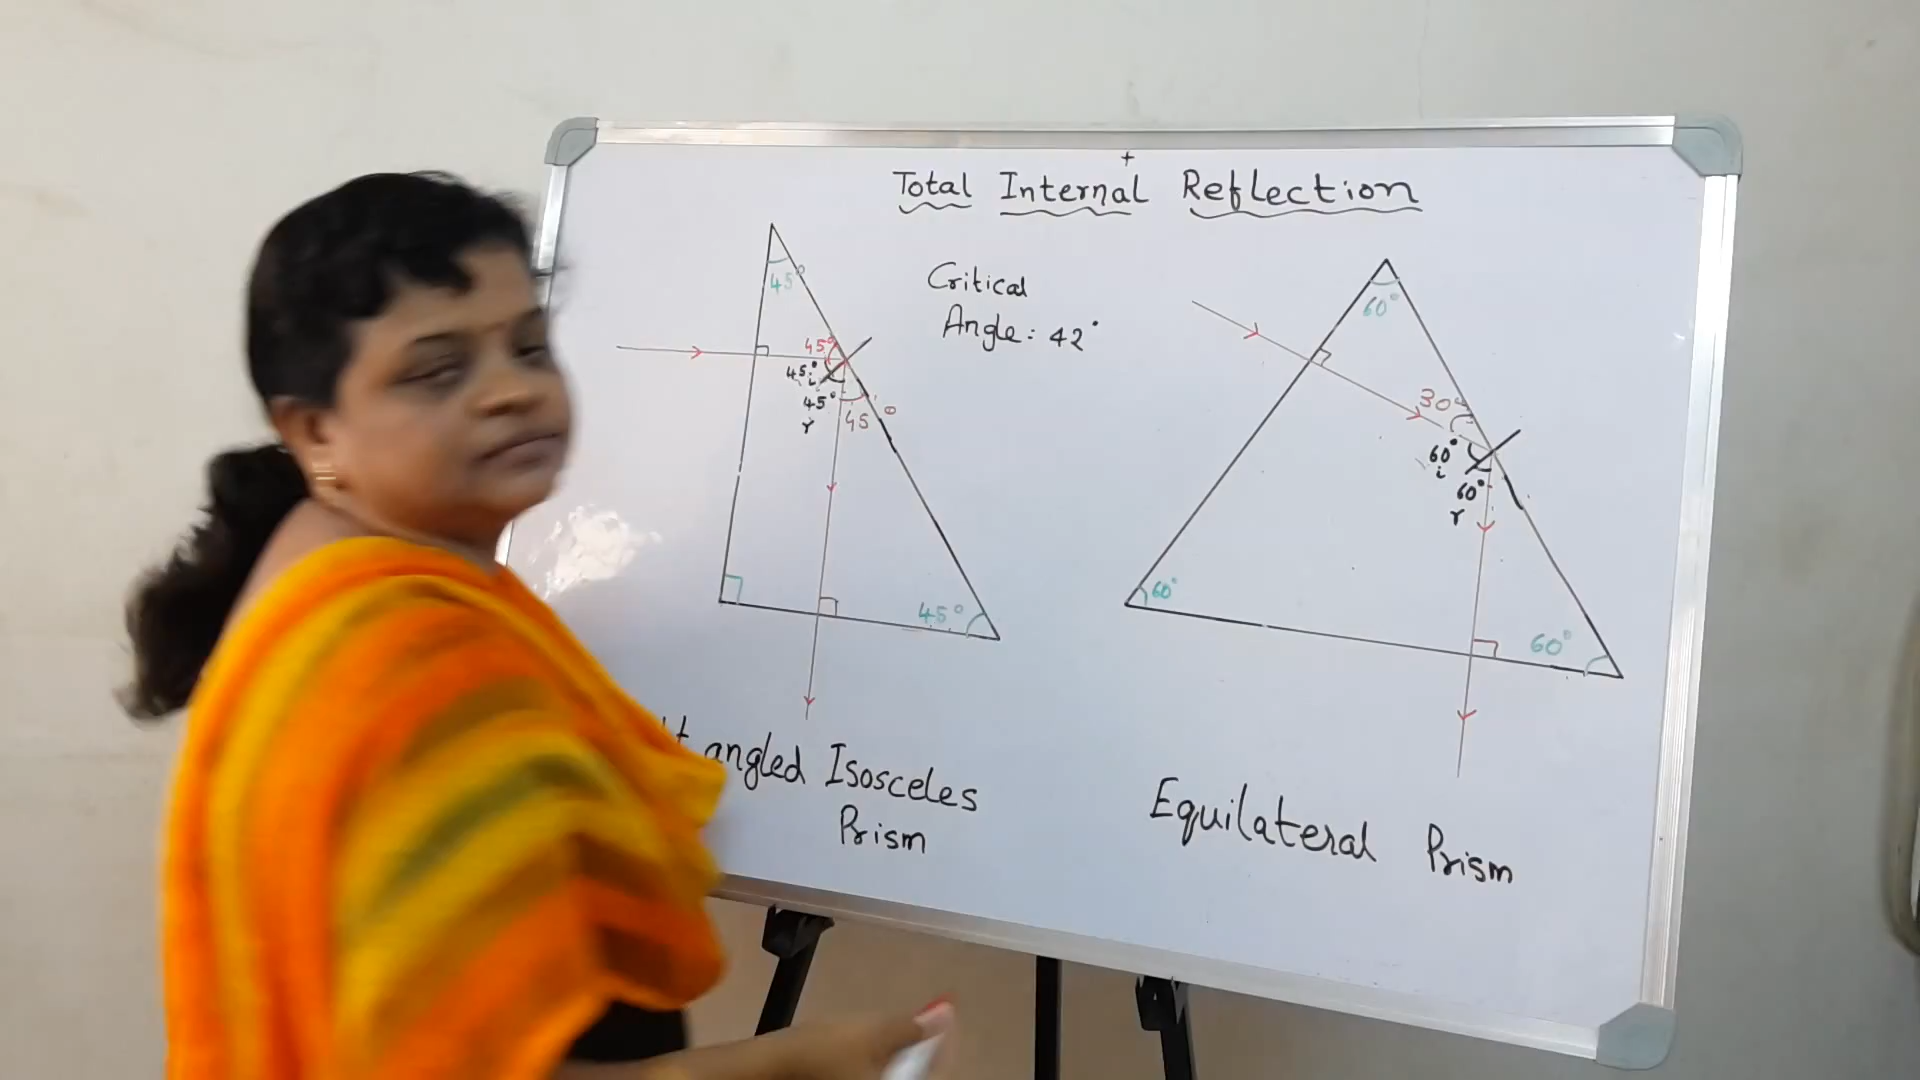 Total Internal Reflection
45°
Critical
Angle: 42°
45°
45°
i
45°
r
45°
45°
angled Isosceles
Prism
60°
30°
60°
i
60°
r
60°
60°
Equilateral Prism